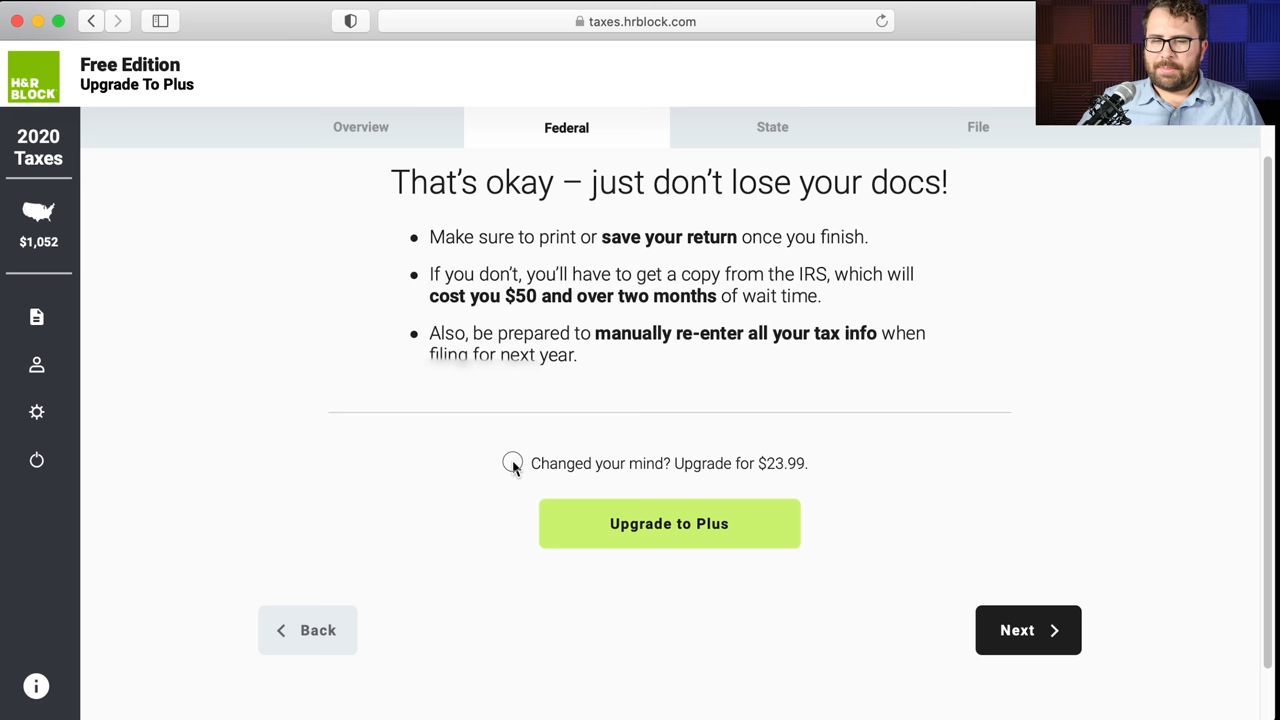 taxes.hrblock.com
H&R
BLOCK
Free Edition
Upgrade To Plus
Overview
Federal
State
File
2020
Taxes
$1,052
That's okay – just don't lose your docs!
• Make sure to print or save your return once you finish.
• If you don't, you'll have to get a copy from the IRS, which will
cost you $50 and over two months of wait time.
• Also, be prepared to manually re-enter all your tax info when
filing for next year.
Changed your mind? Upgrade for $23.99.
Upgrade to Plus
Back
Next